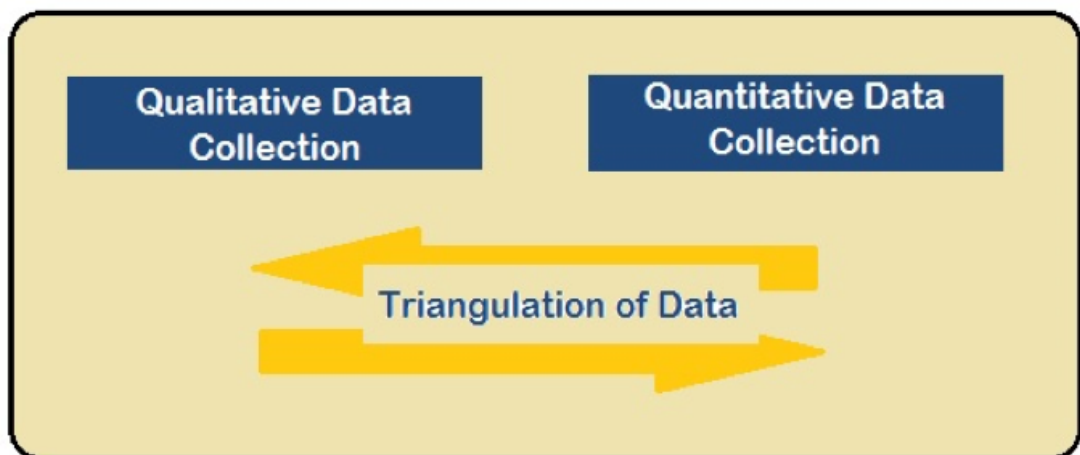 Qualitative Data
Collection
Quantitative Data
Collection
Triangulation of Data